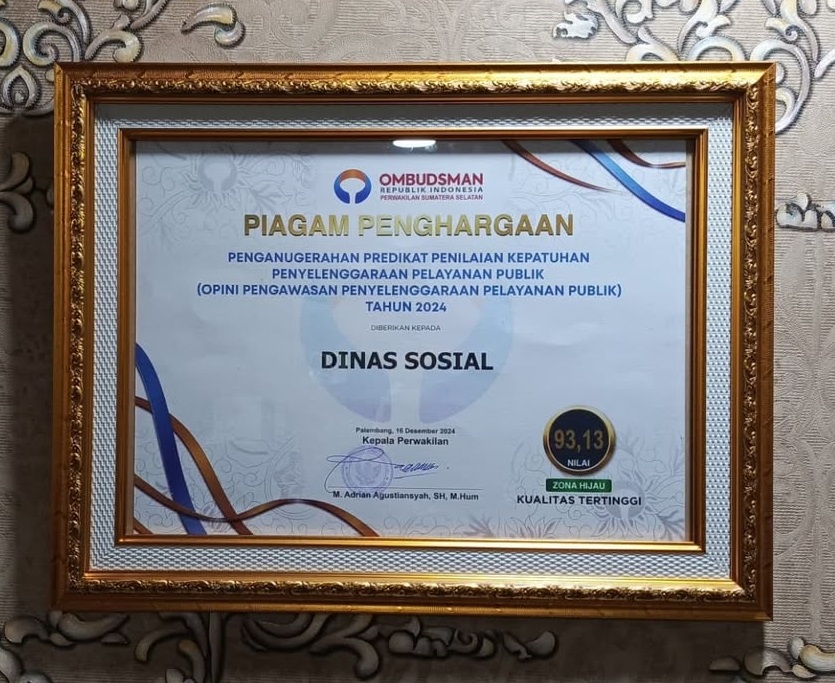 OMBUDSMAN
REPUBLIK INDONESIA
PERWAKILAN SUMATERA SELATAN
PIAGAM PENGHARGAAN
PENGANUGERAHAN PREDIKAT PENILAIAN KEPATUHAN
PENYELENGGARAAN PELAYANAN PUBLIK
(OPINI PENGAWASAN PENYELENGGARAAN PELAYANAN PUBLIK)
TAHUN 2024
DIBERIKAN KEPADA
DINAS SOSIAL
Palembang, 16 Desember 2024
Kepala Perwakilan
M. Adrian Agustiansyah, SH, M.Hum
93,13
NILAI
ZONA HIJAU
KUALITAS TERTINGGI